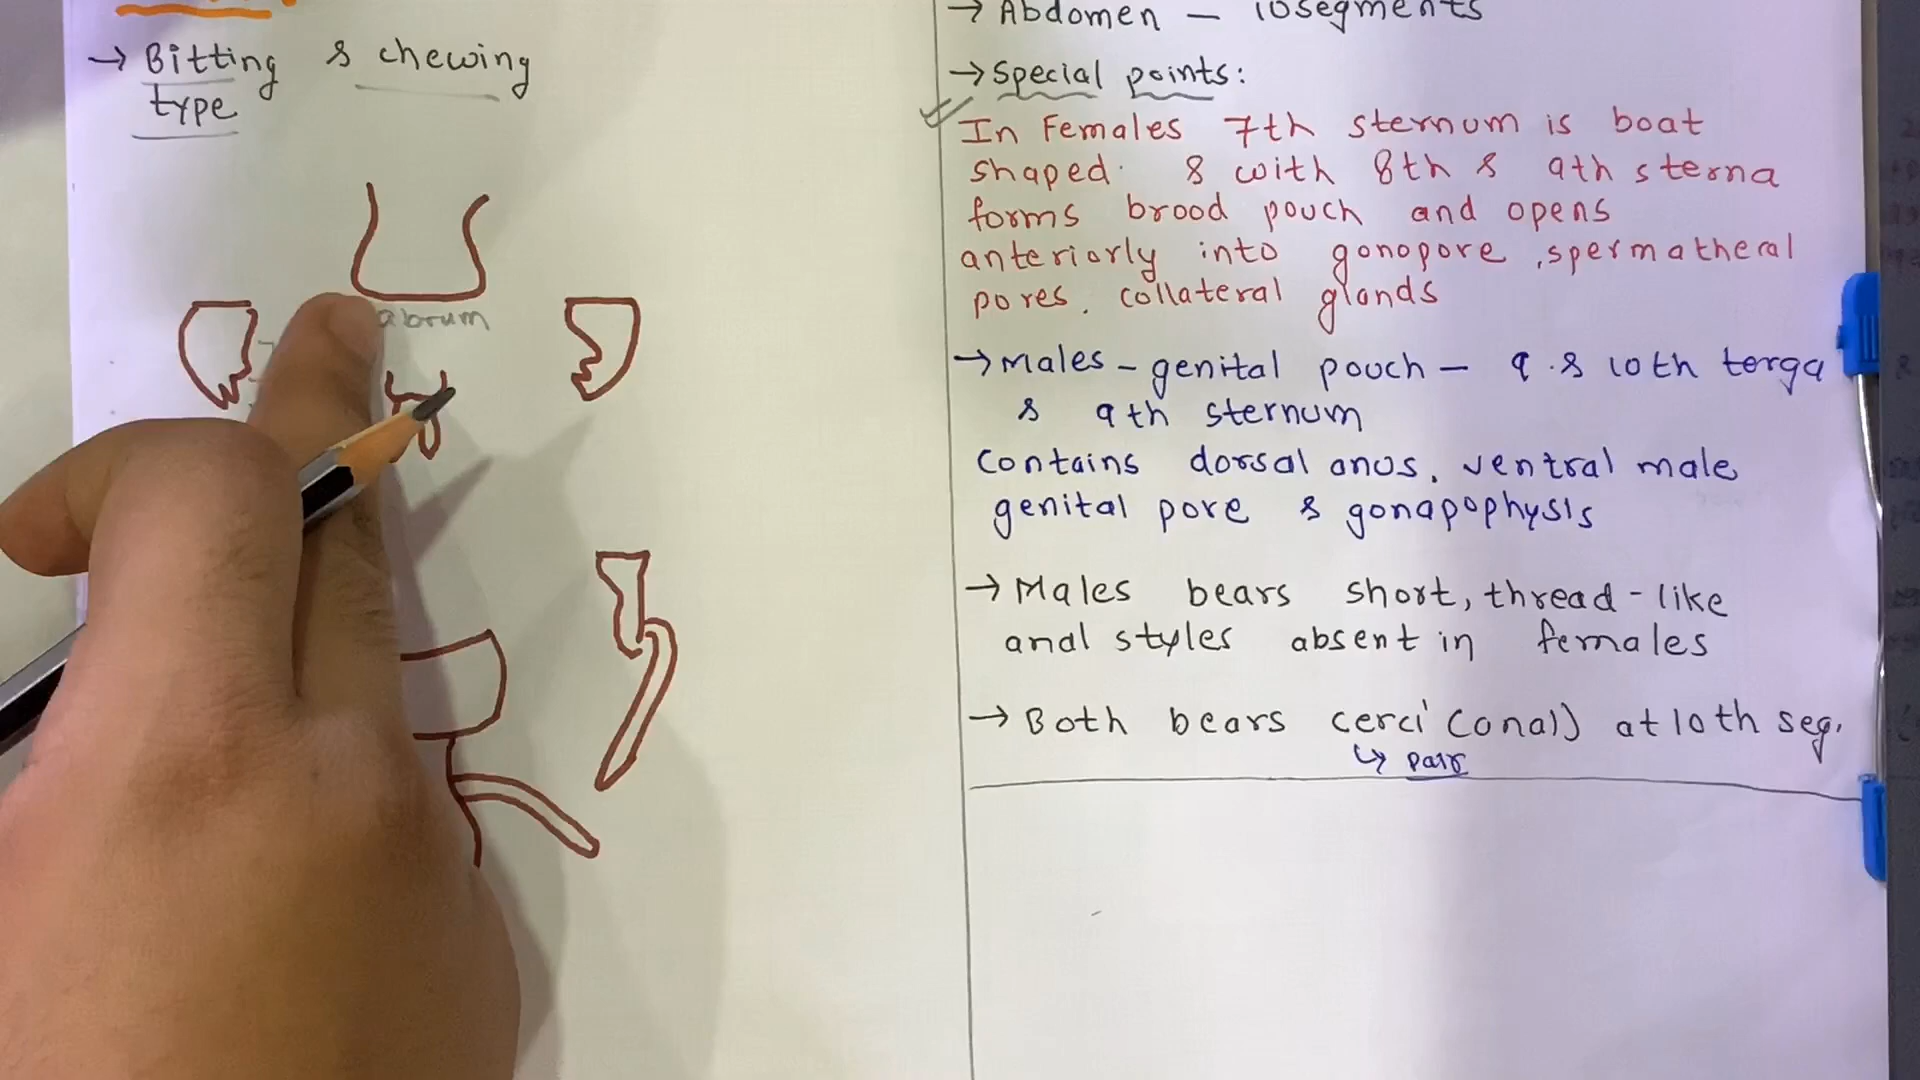 → Bitting & chewing
type
abrum
→ Abdomen – 10segments
→ Special points:
In Females 7th sternum is boat
shaped. & with 8th & 9th sterna
forms brood pouch and opens
anteriorly into gonopore, spermatheral
pores, collateral glands
→ Males – genital pouch – 9 & 10th terga
& 9th sternum
Contains dorsal anus, ventral male
genital pore & gonapophysis
→ Males bears short, thread-like
anal styles absent in females
→ Both bears cerci (anal) at 10th seg.
↳ pair